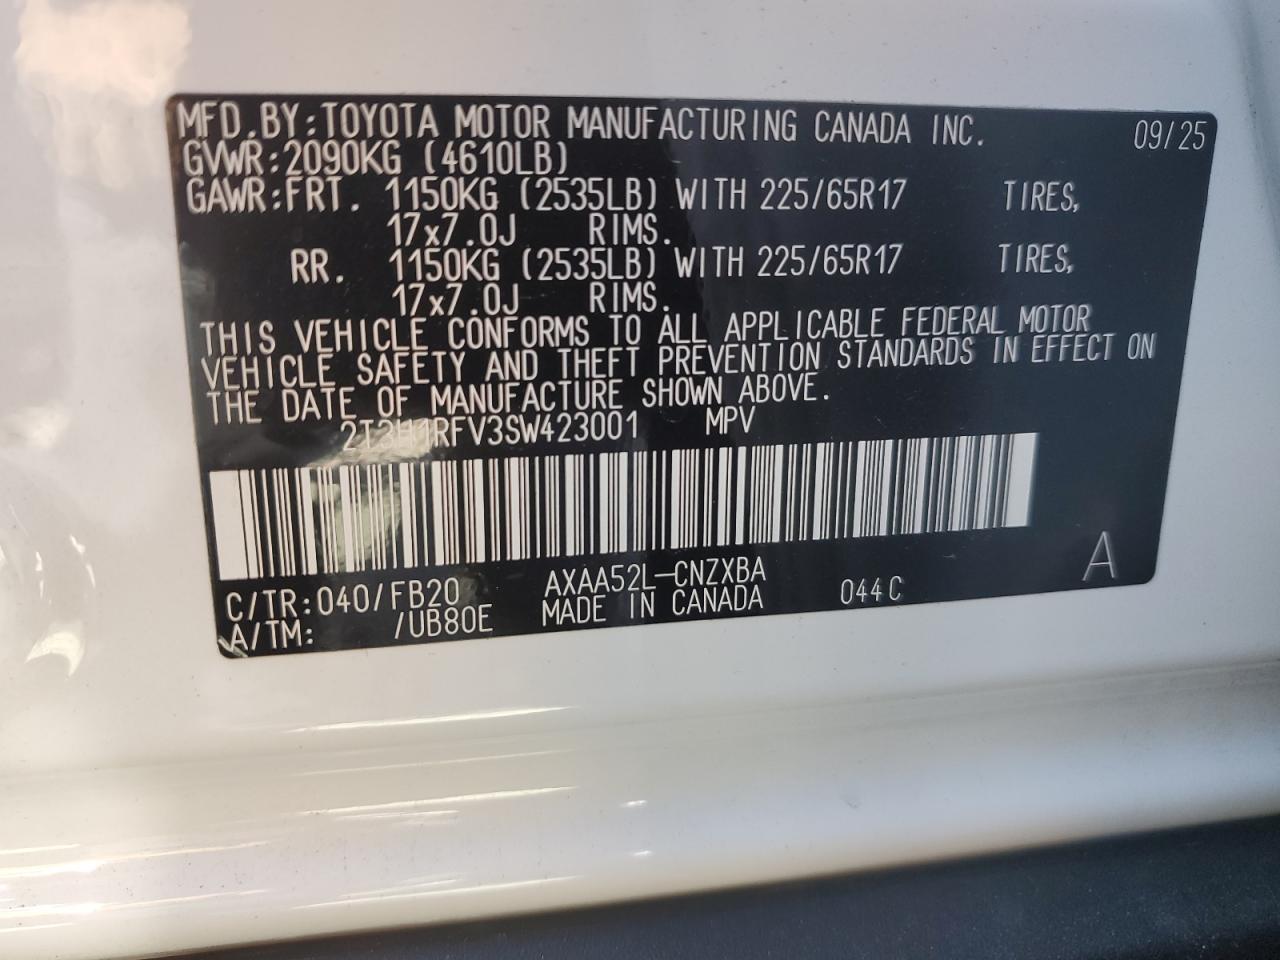 MFD.BY:TOYOTA MOTOR MANUFACTURING CANADA INC. 09/25
GVWR:2090KG (4610LB)
GAWR:FRT. 1150KG (2535LB) WITH 225/65R17 TIRES,
17x7.0J RIMS.
RR. 1150KG (2535LB) WITH 225/65R17 TIRES,
17x7.0J RIMS.
THIS VEHICLE CONFORMS TO ALL APPLICABLE FEDERAL MOTOR
VEHICLE SAFETY AND THEFT PREVENTION STANDARDS IN EFFECT ON
THE DATE OF MANUFACTURE SHOWN ABOVE.
2T3H1RFV3SW423001 MPV
C/TR:040/FB20 AXAA52L-CNZXBA 044C A
A/TM: /UB80E MADE IN CANADA